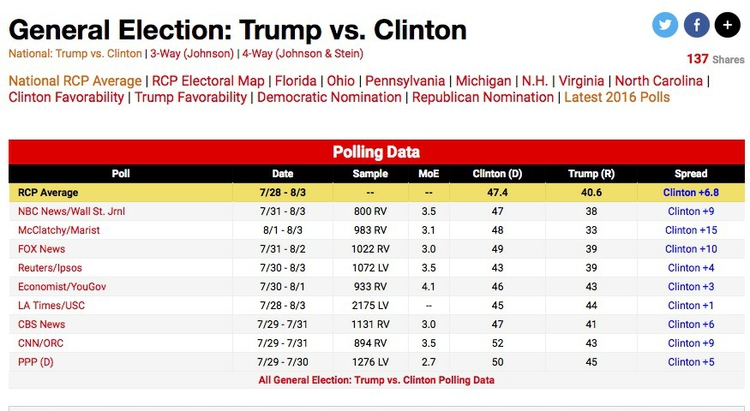 General Election: Trump vs. Clinton
National: Trump vs. Clinton | 3-Way (Johnson) | 4-Way (Johnson & Stein)
137 Shares
National RCP Average | RCP Electoral Map | Florida | Ohio | Pennsylvania | Michigan | N.H. | Virginia | North Carolina |
Clinton Favorability | Trump Favorability | Democratic Nomination | Republican Nomination | Latest 2016 Polls
Polling Data
Poll Date Sample MoE Clinton (D) Trump (R) Spread
RCP Average 7/28 - 8/3 -- -- 47.4 40.6 Clinton +6.8
NBC News/Wall St. Jrnl 7/31 - 8/3 800 RV 3.5 47 38 Clinton +9
McClatchy/Marist 8/1 - 8/3 983 RV 3.1 48 33 Clinton +15
FOX News 7/31 - 8/2 1022 RV 3.0 49 39 Clinton +10
Reuters/Ipsos 7/30 - 8/3 1072 LV 3.5 43 39 Clinton +4
Economist/YouGov 7/30 - 8/1 933 RV 4.1 46 43 Clinton +3
LA Times/USC 7/28 - 8/3 2175 LV -- 45 44 Clinton +1
CBS News 7/29 - 7/31 1131 RV 3.0 47 41 Clinton +6
CNN/ORC 7/29 - 7/31 894 RV 3.5 52 43 Clinton +9
PPP (D) 7/29 - 7/30 1276 LV 2.7 50 45 Clinton +5
All General Election: Trump vs. Clinton Polling Data